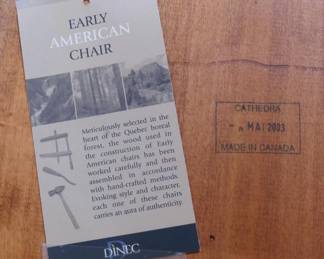 EARLY
AMERICAN
CHAIR
Meticulously selected in the
heart of the Quebec boreal
forest, the wood used in
the construction of Early
American chairs has been
worked carefully and then
assembled in accordance
with hand-crafted methods.
Evoking style and character,
each one of these chairs
carries an aura of authenticity.
DINEC
CATHEDRA
MAI 2003
MADE IN CANADA